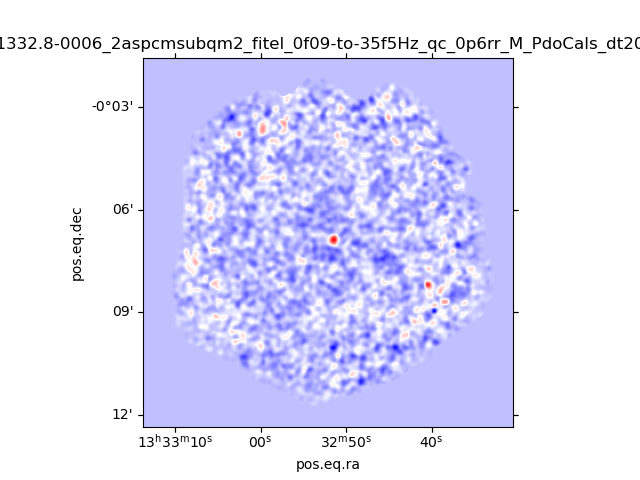 1332.8-0006_2aspcmsubqm2_fitel_0f09-to-35f5Hz_qc_0p6rr_M_PdoCals_dt20
-0°03'
06'
09'
12'
pos.eq.dec
13ʰ33ᵐ10ˢ 00ˢ 32ᵐ50ˢ 40ˢ
pos.eq.ra